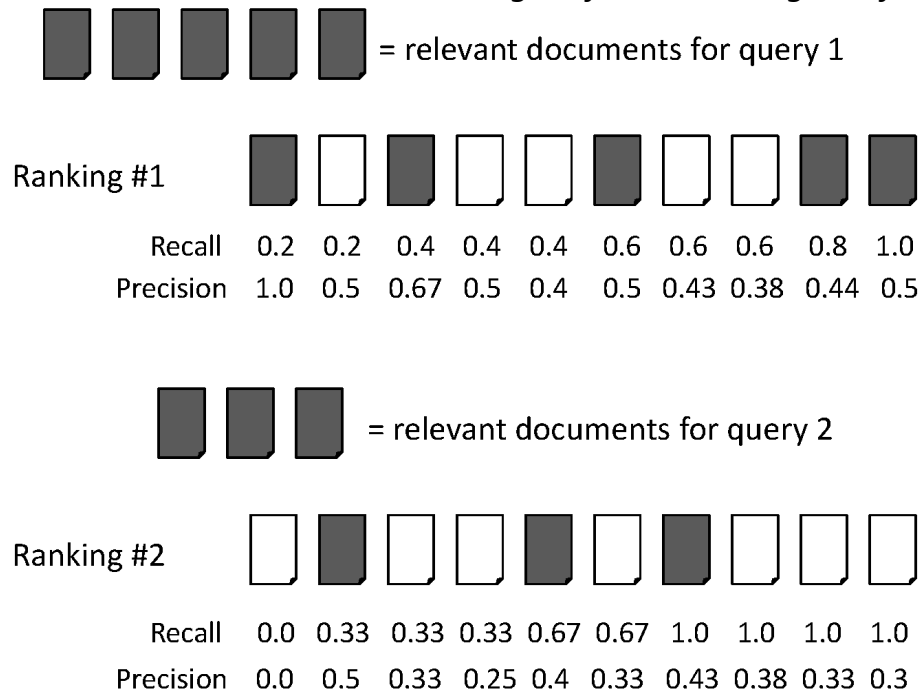 = relevant documents for query 1
Ranking #1
Recall 0.2 0.2 0.4 0.4 0.4 0.6 0.6 0.6 0.8 1.0
Precision 1.0 0.5 0.67 0.5 0.4 0.5 0.43 0.38 0.44 0.5
= relevant documents for query 2
Ranking #2
Recall 0.0 0.33 0.33 0.33 0.67 0.67 1.0 1.0 1.0 1.0
Precision 0.0 0.5 0.33 0.25 0.4 0.33 0.43 0.38 0.33 0.3